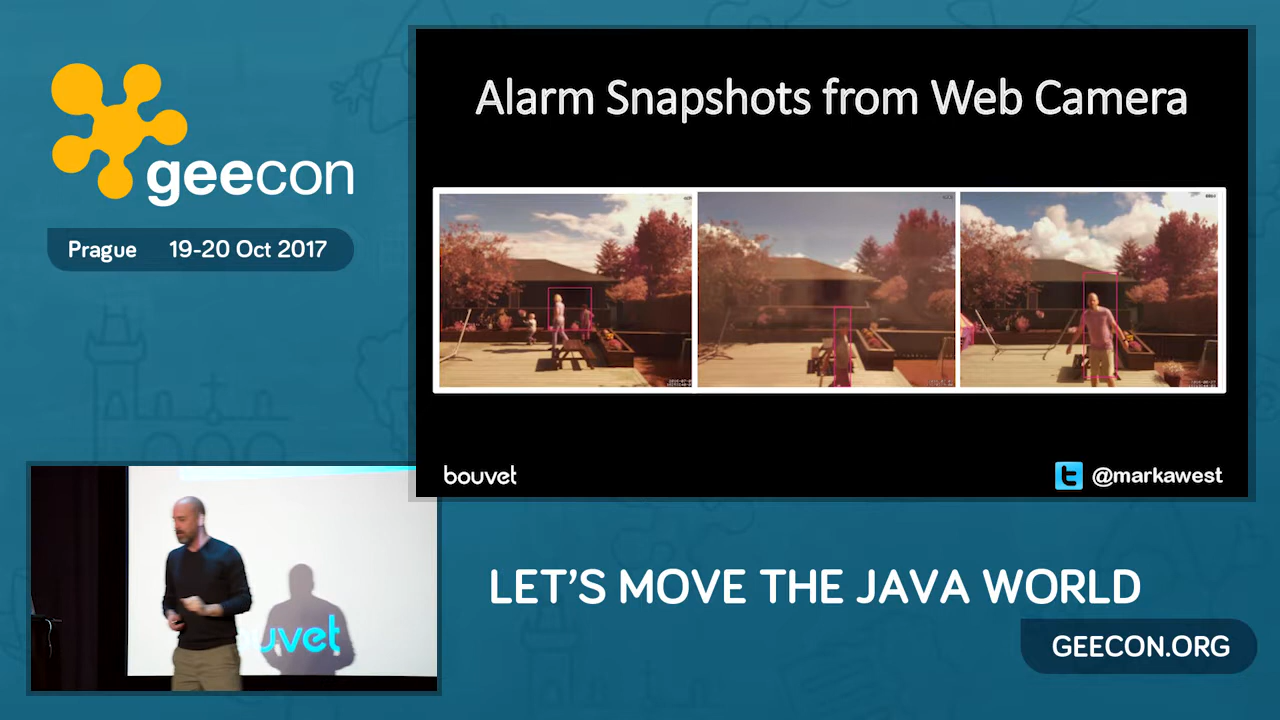 geecon
Prague 19-20 Oct 2017
Alarm Snapshots from Web Camera
bouvet
@markawest
uvet
LET'S MOVE THE JAVA WORLD
GEECON.ORG